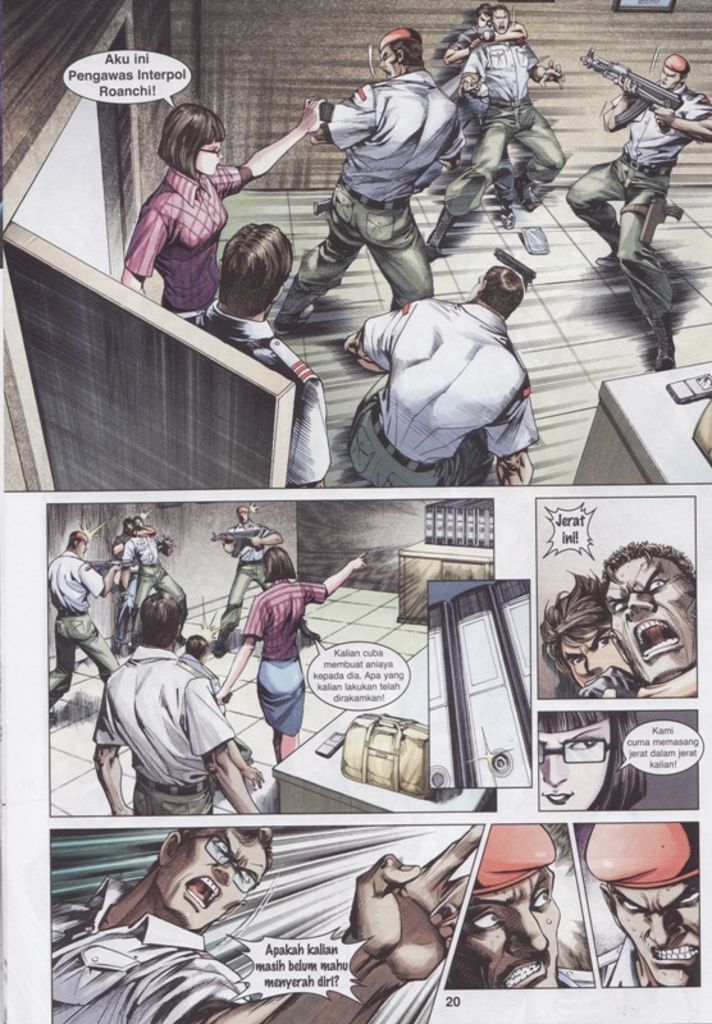 Aku ini
Pengawas Interpol
Roanchi!
Kalian cuba
membuat aniaya
kepada dia. Apa yang
kalian lakukan telah
dirakamkan!
Jerat
ini!
Kami
cuma memasang
jerat dalam jerat
kalian!
Apakah kalian
masih belum mahu
menyerah diri?
20